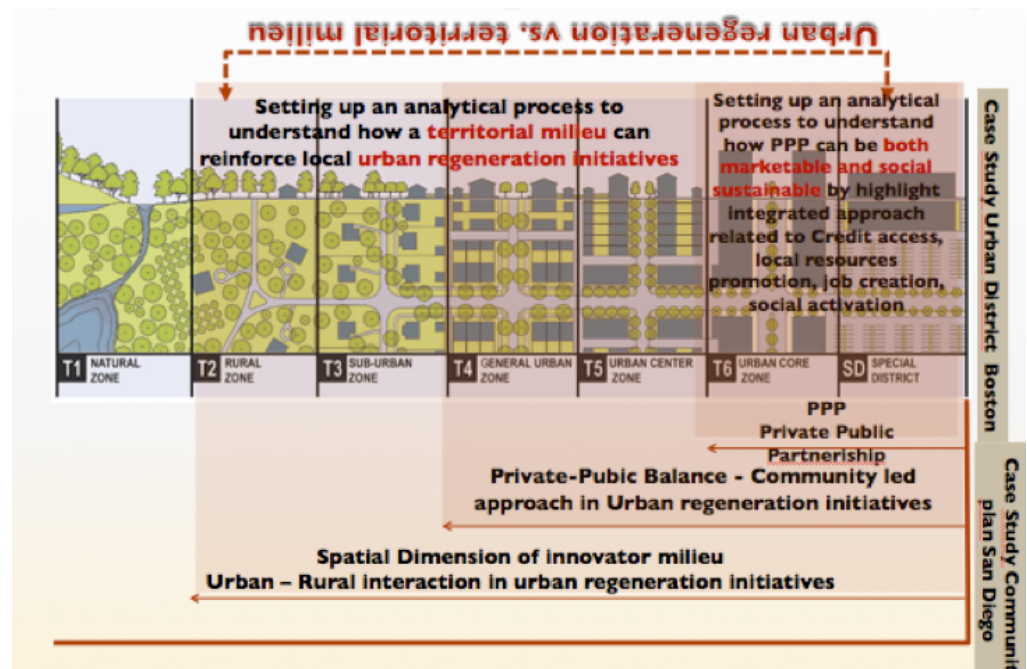 Urban regeneration vs. territorial milieu
Setting up an analytical process to
understand how a territorial milieu can
reinforce local urban regeneration initiatives
Setting up an analytical
process to understand
how PPP can be both
marketable and social
sustainable by highlight
integrated approach
related to Credit access,
local resources
promotion, job creation,
social activation
T1 NATURAL
ZONE
T2 RURAL
ZONE
T3 SUB-URBAN
ZONE
T4 GENERAL URBAN
ZONE
T5 URBAN CENTER
ZONE
T6 URBAN CORE
ZONE
SD SPECIAL
DISTRICT
PPP
Private Public
Partneriship
Private-Pubic Balance - Community led
approach in Urban regeneration initiatives
Spatial Dimension of innovator milieu
Urban – Rural interaction in urban regeneration initiatives
Case Study Urban District Boston
Case Study Communit
plan San Diego